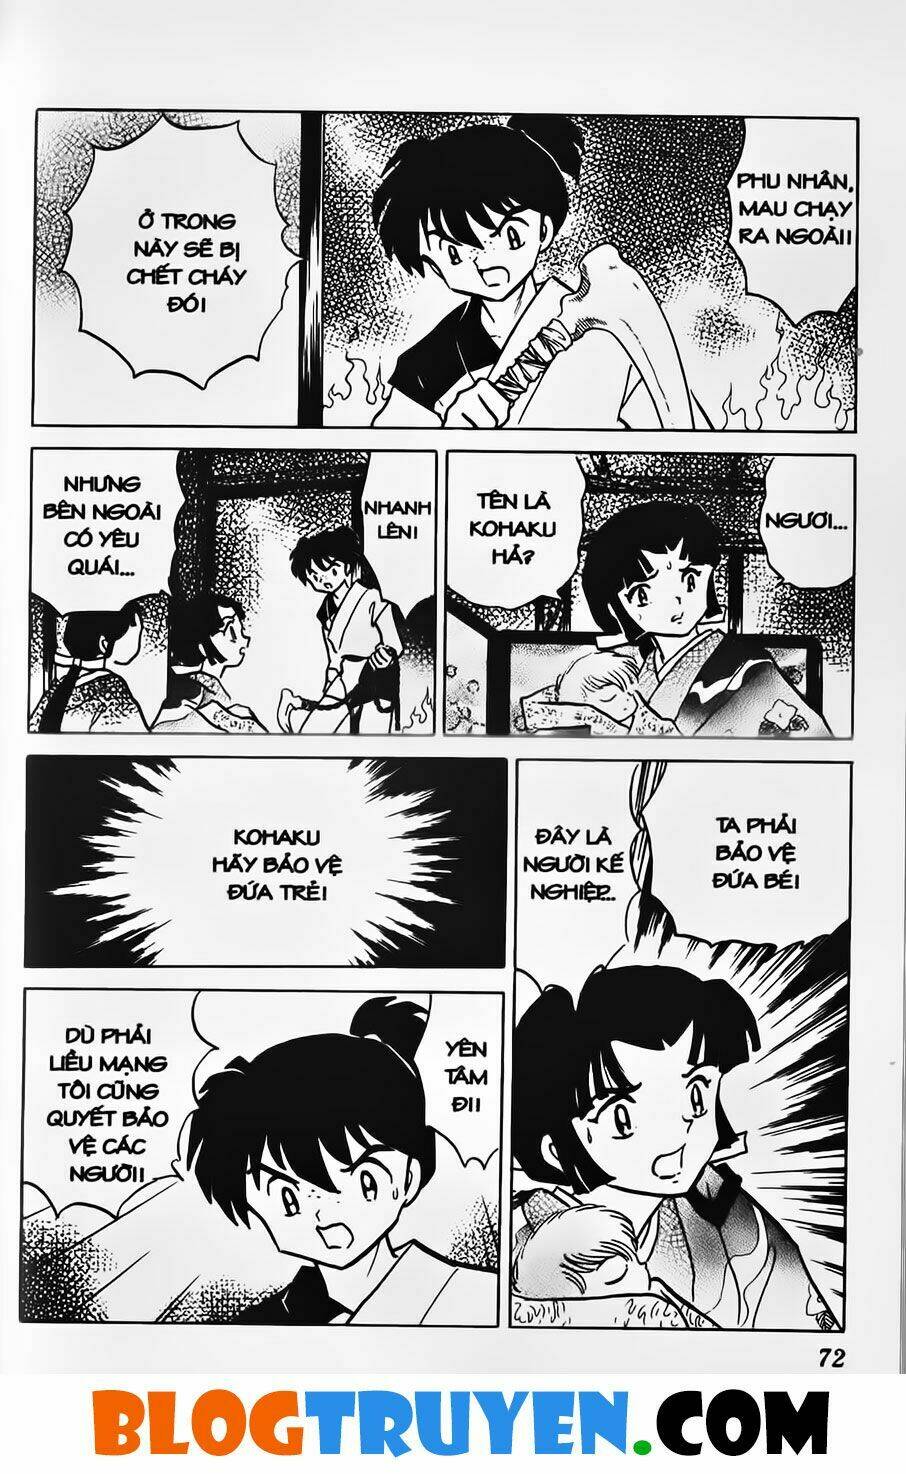 PHU NHÂN,
MAU CHẠY
RA NGOÀI!
Ở TRONG
NÀY SẼ BỊ
CHẾT CHÁY
ĐÓ!
NGƯƠI...
TÊN LÀ
KOHAKU
HẢ?
NHANH
LÊN!
NHƯNG
BÊN NGOÀI
CÓ YÊU
QUÁI...
TA PHẢI
BẢO VỆ
ĐỨA BÉ!
ĐÂY LÀ
NGƯỜI KẾ
NGHIỆP...
KOHAKU
HÃY BẢO VỆ
ĐỨA TRẺ!
YÊN
TÂM
ĐI!
DÙ PHẢI
LIỀU MẠNG
TÔI CŨNG
QUYẾT BẢO
VỆ CÁC
NGƯỜI!
72
BLOGTRUYEN.COM